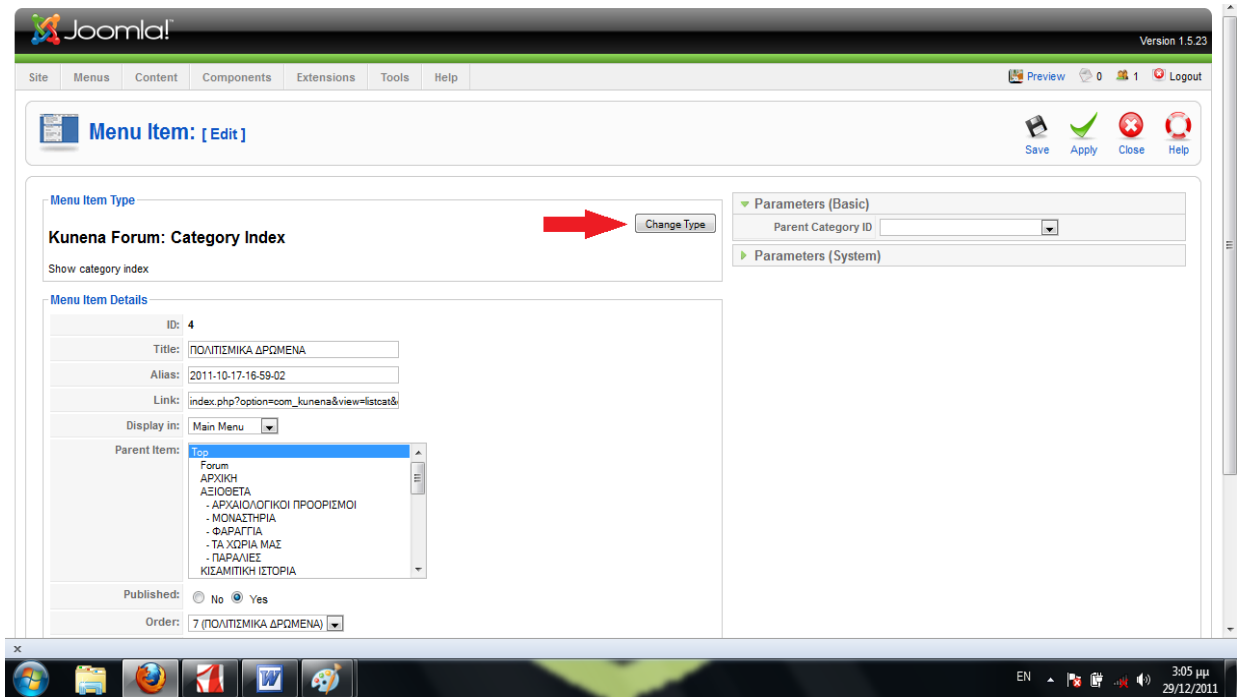 Joomla!
Version 1.5.23
Site Menus Content Components Extensions Tools Help Preview 0 1 Logout
Menu Item: [ Edit ]
Save Apply Close Help
Menu Item Type
Change Type
Kunena Forum: Category Index
Show category index
Parameters (Basic)
Parent Category ID
Parameters (System)
Menu Item Details
ID: 4
Title: ΠΟΛΙΤΙΣΜΙΚΑ ΔΡΩΜΕΝΑ
Alias: 2011-10-17-16-59-02
Link: index.php?option=com_kunena&view=listcat&
Display in: Main Menu
Parent Item: Top
Forum
ΑΡΧΙΚΗ
ΑΞΙΟΘΕΤΑ
- ΑΡΧΑΙΟΛΟΓΙΚΟΙ ΠΡΟΟΡΙΣΜΟΙ
- ΜΟΝΑΣΤΗΡΙΑ
- ΦΑΡΑΓΓΙΑ
- ΤΑ ΧΩΡΙΑ ΜΑΣ
- ΠΑΡΑΛΙΕΣ
ΚΙΣΑΜΙΤΙΚΗ ΙΣΤΟΡΙΑ
Published: No Yes
Order: 7 (ΠΟΛΙΤΙΣΜΙΚΑ ΔΡΩΜΕΝΑ)
x
W
EN
3:05 μμ
29/12/2011